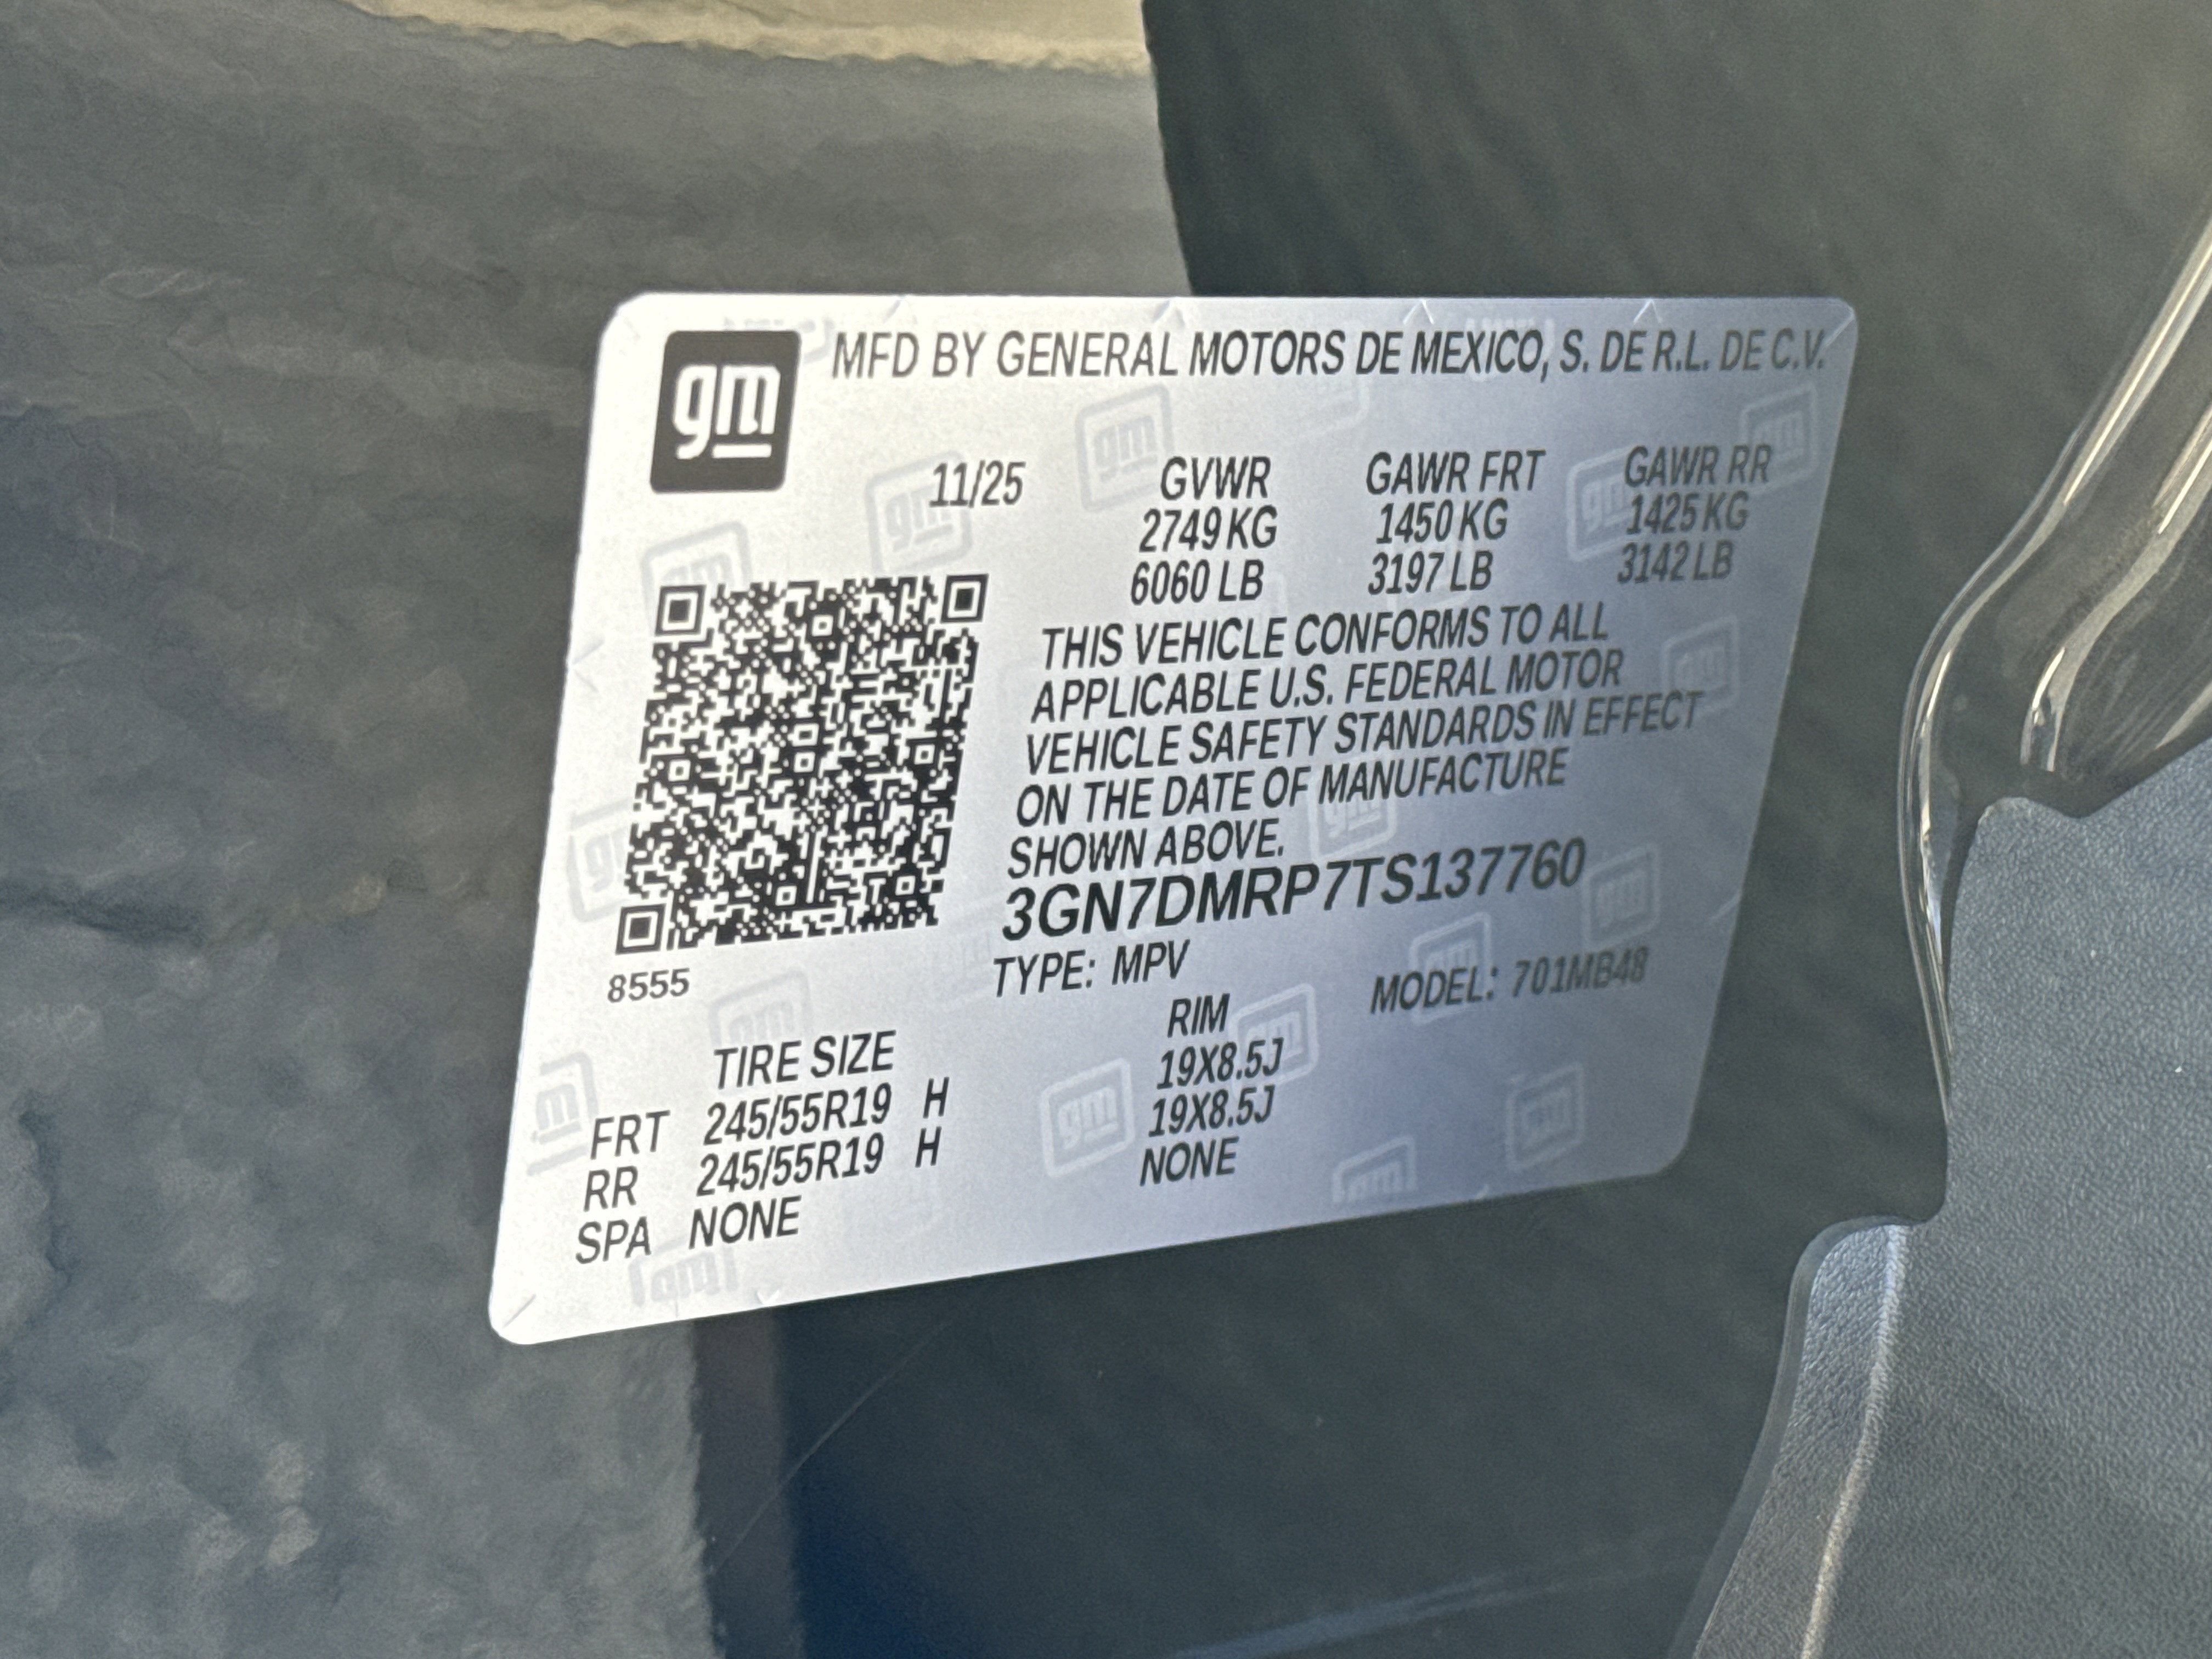 gm MFD BY GENERAL MOTORS DE MEXICO, S. DE R.L. DE C.V.
11/25 GVWR GAWR FRT GAWR RR
2749 KG 1450 KG 1425 KG
6060 LB 3197 LB 3142 LB
THIS VEHICLE CONFORMS TO ALL
APPLICABLE U.S. FEDERAL MOTOR
VEHICLE SAFETY STANDARDS IN EFFECT
ON THE DATE OF MANUFACTURE
SHOWN ABOVE.
3GN7DMRP7TS137760
8555 TYPE: MPV MODEL: 701MB48
TIRE SIZE RIM
FRT 245/55R19 H 19X8.5J
RR 245/55R19 H 19X8.5J
SPA NONE NONE